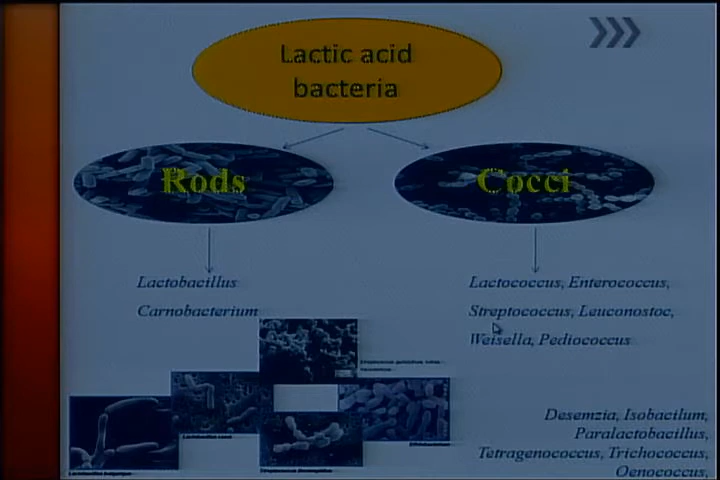 Lactic acid
bacteria
Rods
Cocci
Lactobacillus
Carnobacterium
Lactococcus, Enterococcus,
Streptococcus, Leuconostoc,
Weisella, Pediococcus
Desemzia, Isobacilum,
Paralactobacillus,
Tetragenococcus, Trichococcus,
Oenococcus,